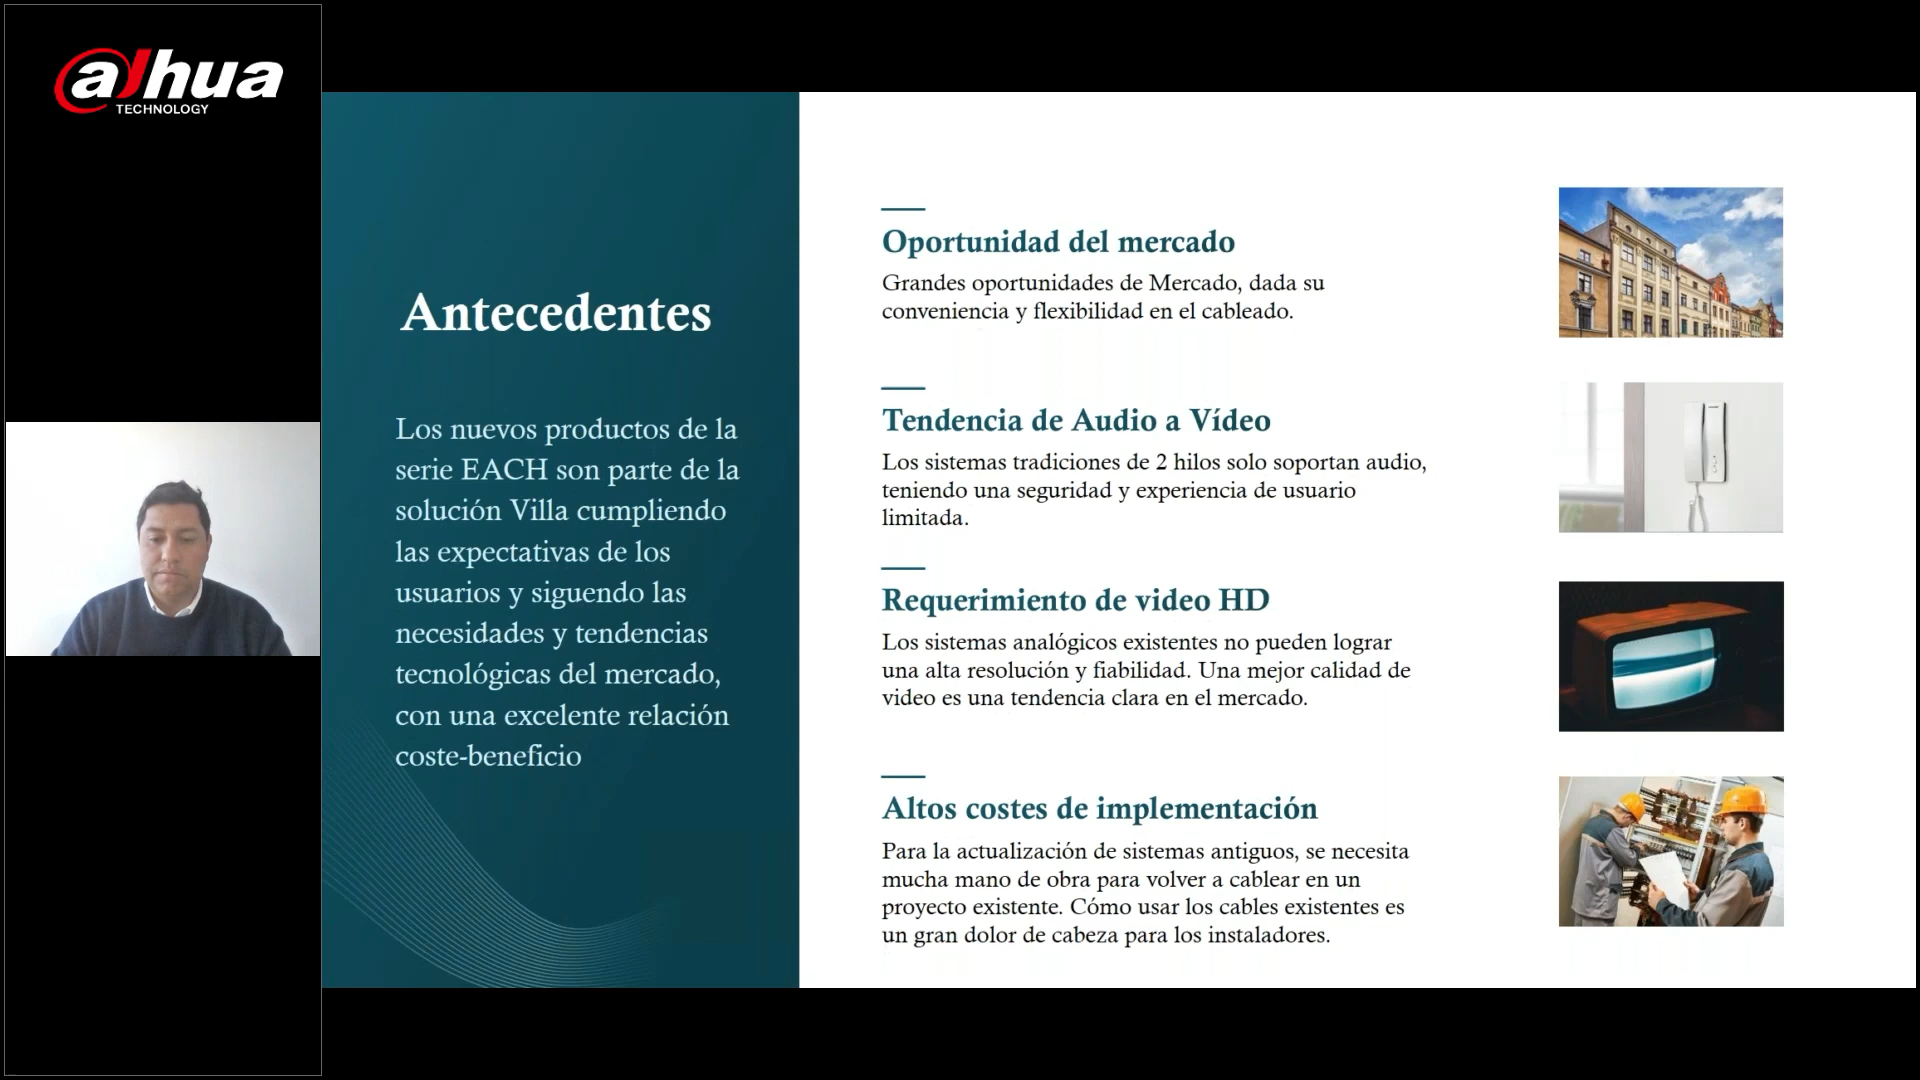 alhua
TECHNOLOGY
Antecedentes
Los nuevos productos de la
serie EACH son parte de la
solución Villa cumpliendo
las expectativas de los
usuarios y siguendo las
necesidades y tendencias
tecnológicas del mercado,
con una excelente relación
coste-beneficio
Oportunidad del mercado
Grandes oportunidades de Mercado, dada su
conveniencia y flexibilidad en el cableado.
Tendencia de Audio a Vídeo
Los sistemas tradiciones de 2 hilos solo soportan audio,
teniendo una seguridad y experiencia de usuario
limitada.
Requerimiento de video HD
Los sistemas analógicos existentes no pueden lograr
una alta resolución y fiabilidad. Una mejor calidad de
video es una tendencia clara en el mercado.
Altos costes de implementación
Para la actualización de sistemas antiguos, se necesita
mucha mano de obra para volver a cablear en un
proyecto existente. Cómo usar los cables existentes es
un gran dolor de cabeza para los instaladores.